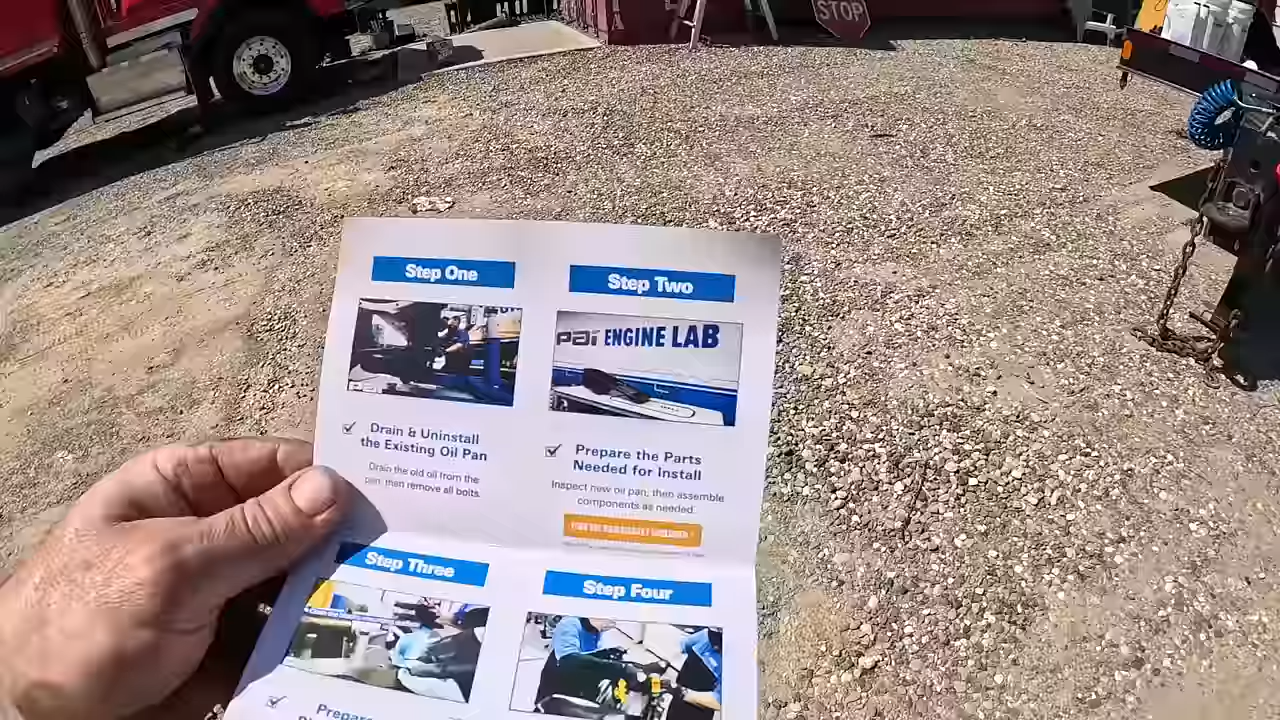 STOP
Step One
Step Two
pai ENGINE LAB
Drain & Uninstall
the Existing Oil Pan
Drain the old oil from the
pan, then remove all bolts.
Prepare the Parts
Needed for Install
Inspect new oil pan, then assemble
components as needed.
Step Three
Step Four